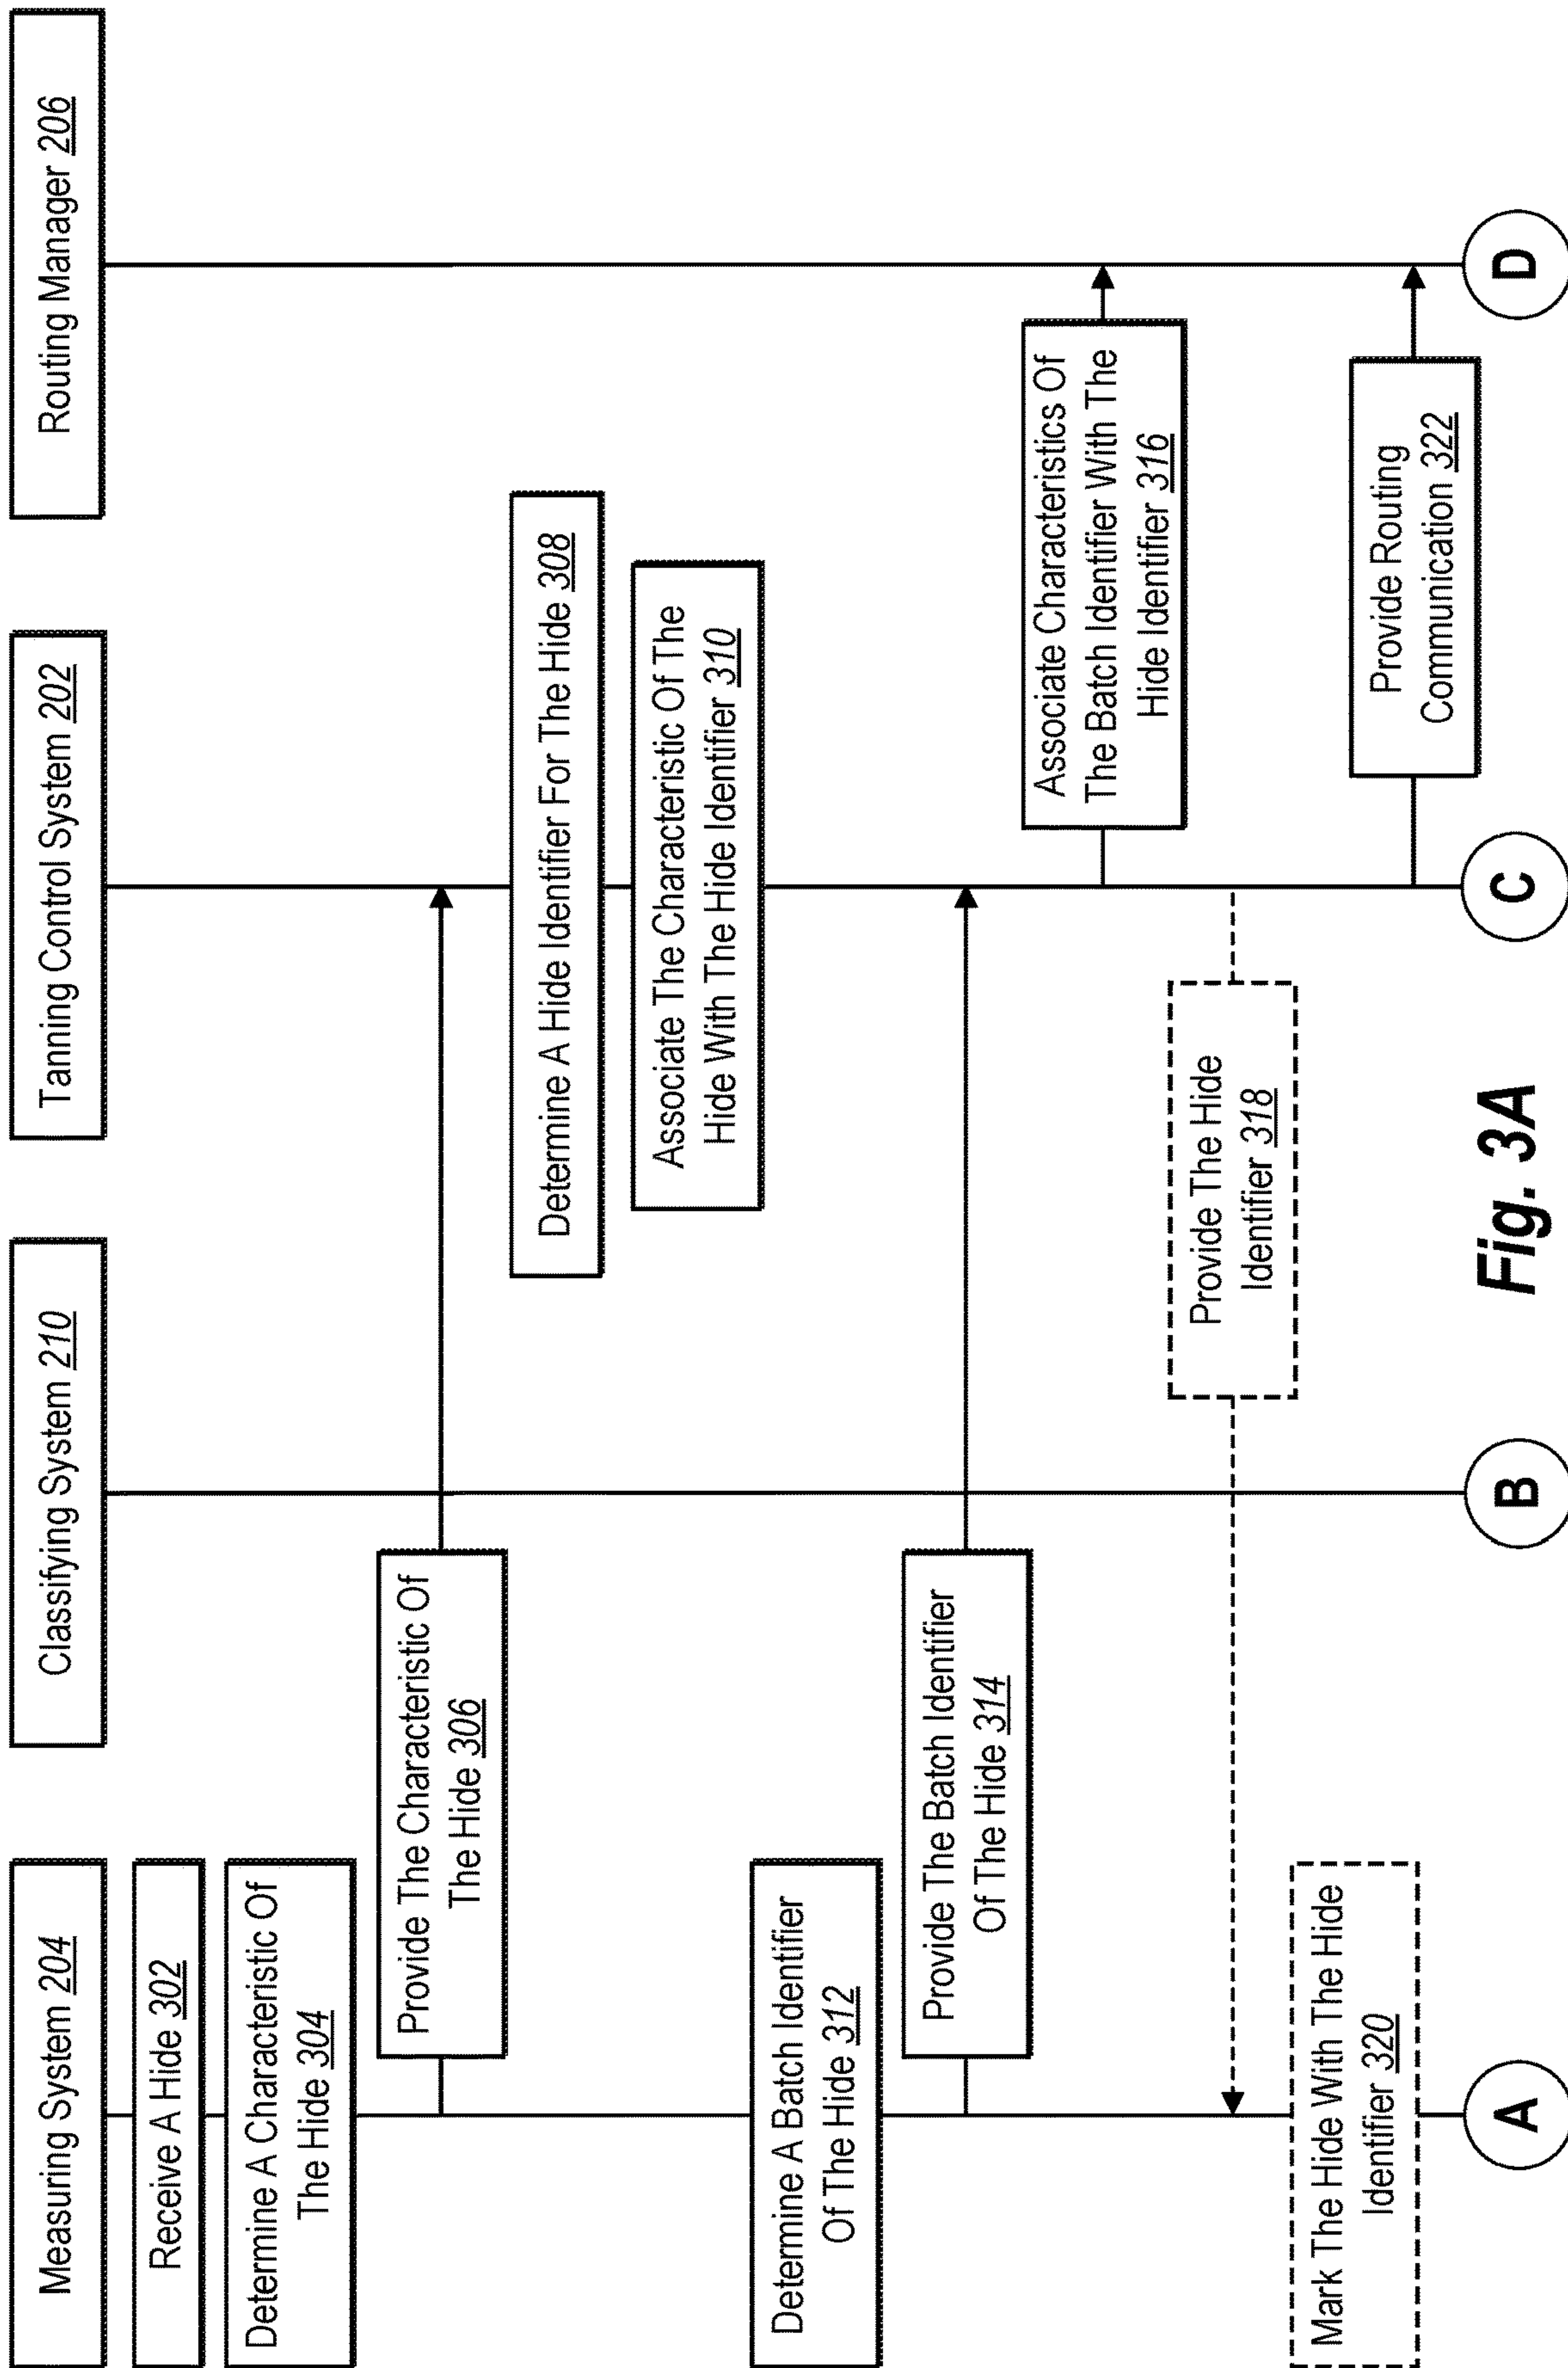 Measuring System 204
Classifying System 210
Tanning Control System 202
Routing Manager 206
Receive A Hide 302
Determine A Characteristic Of
The Hide 304
Provide The Characteristic Of
The Hide 306
Determine A Hide Identifier For The Hide 308
Associate The Characteristic Of The
Hide With The Hide Identifier 310
Determine A Batch Identifier
Of The Hide 312
Provide The Batch Identifier
Of The Hide 314
Associate Characteristics Of
The Batch Identifier With The
Hide Identifier 316
Provide The Hide
Identifier 318
Mark The Hide With The Hide
Identifier 320
Provide Routing
Communication 322
A
B
C
D
Fig. 3A